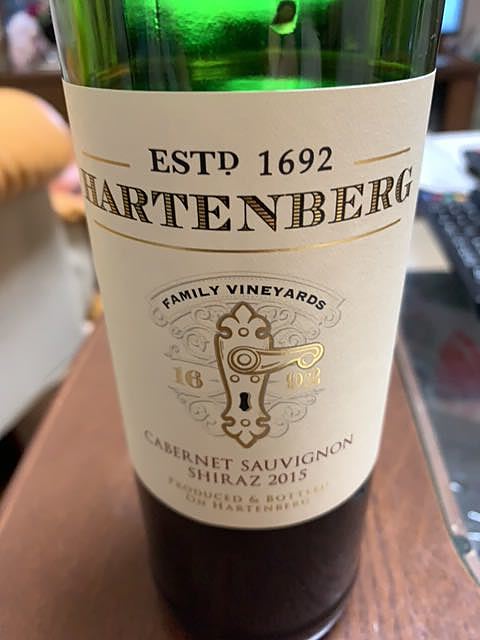 ESTD 1692
HARTENBERG
FAMILY VINEYARDS
16 92
CABERNET SAUVIGNON
SHIRAZ 2015
PRODUCED & BOTTLED
ON HARTENBERG